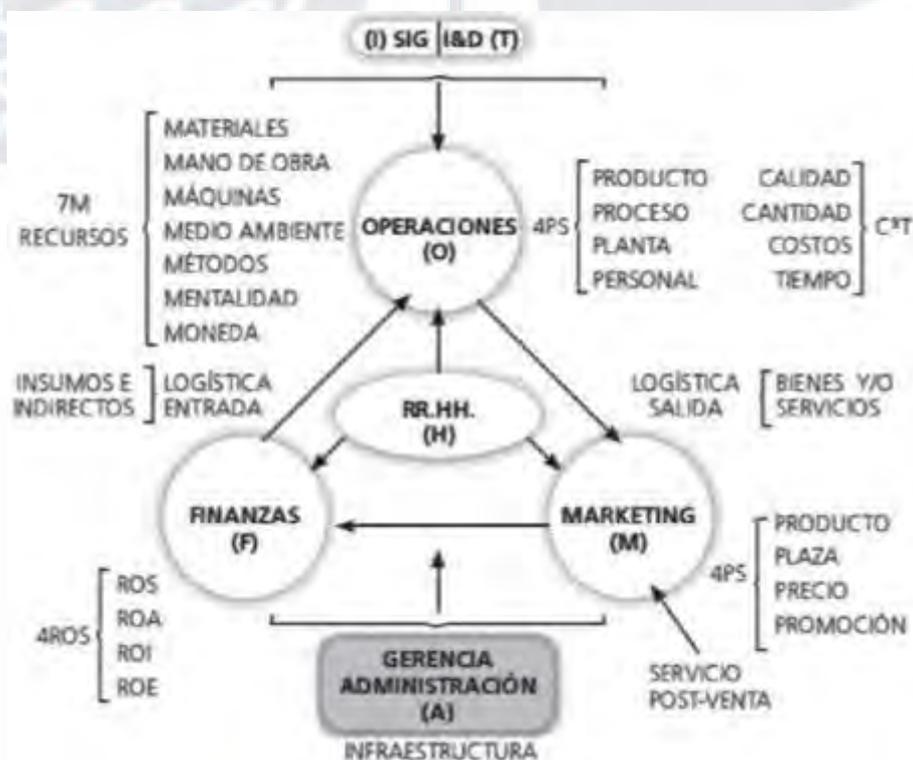 (I) SIG I&D (T)
7M
RECURSOS
MATERIALES
MANO DE OBRA
MÁQUINAS
MEDIO AMBIENTE
MÉTODOS
MENTALIDAD
MONEDA
OPERACIONES
(O)
4PS
PRODUCTO
PROCESO
PLANTA
PERSONAL
CALIDAD
CANTIDAD
COSTOS
TIEMPO
C³T
INSUMOS E
INDIRECTOS
LOGÍSTICA
ENTRADA
RR.HH.
(H)
LOGÍSTICA
SALIDA
BIENES Y/O
SERVICIOS
FINANZAS
(F)
MARKETING
(M)
4PS
PRODUCTO
PLAZA
PRECIO
PROMOCIÓN
4ROS
ROS
ROA
ROI
ROE
GERENCIA
ADMINISTRACIÓN
(A)
INFRAESTRUCTURA
SERVICIO
POST-VENTA